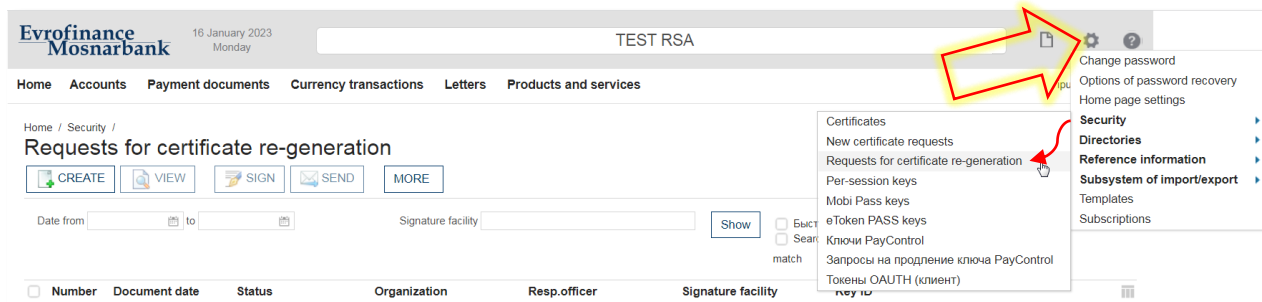 Evrofinance
Mosnarbank
16 January 2023
Monday
TEST RSA
Home Accounts Payment documents Currency transactions Letters Products and services
Change password
Options of password recovery
Home page settings
Security
Directories
Reference information
Subsystem of import/export
Templates
Subscriptions
Certificates
New certificate requests
Requests for certificate re-generation
Per-session keys
Mobi Pass keys
eToken PASS keys
Ключи PayControl
Запросы на продление ключа PayControl
Токены OAUTH (клиент)
Home / Security /
Requests for certificate re-generation
CREATE VIEW SIGN SEND MORE
Date from to Signature facility Show
match
Number Document date Status Organization Resp.officer Signature facility Key ID